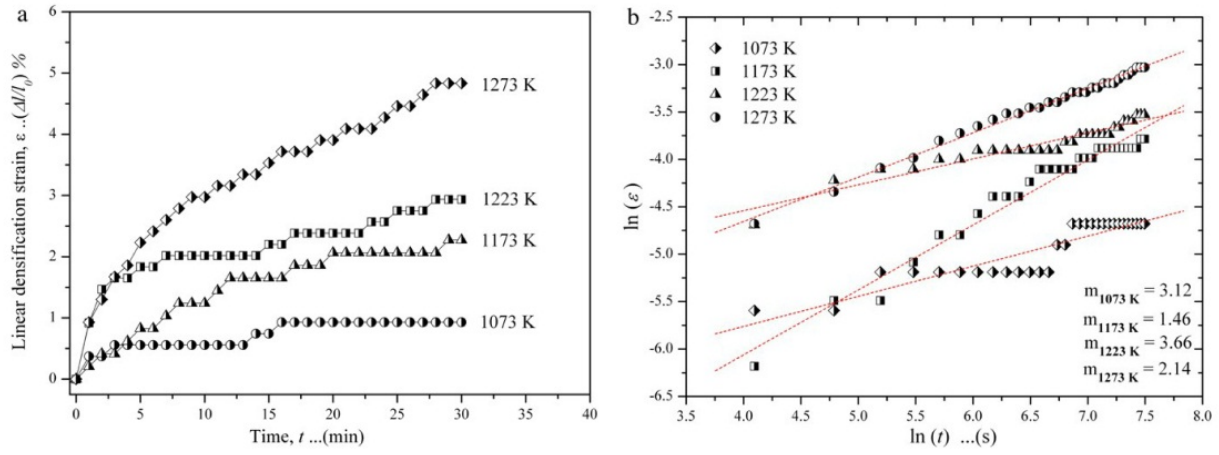 a
Linear densification strain, ε ..(Δl/l₀) %
6
5
4
3
2
1
0
1273 K
1223 K
1173 K
1073 K
0 5 10 15 20 25 30 35 40
Time, t ...(min)
b
ln (ε)
-2.5
-3.0
-3.5
-4.0
-4.5
-5.0
-5.5
-6.0
-6.5
1073 K
1173 K
1223 K
1273 K
m1073 K = 3.12
m1173 K = 1.46
m1223 K = 3.66
m1273 K = 2.14
3.5 4.0 4.5 5.0 5.5 6.0 6.5 7.0 7.5 8.0
ln (t) ...(s)